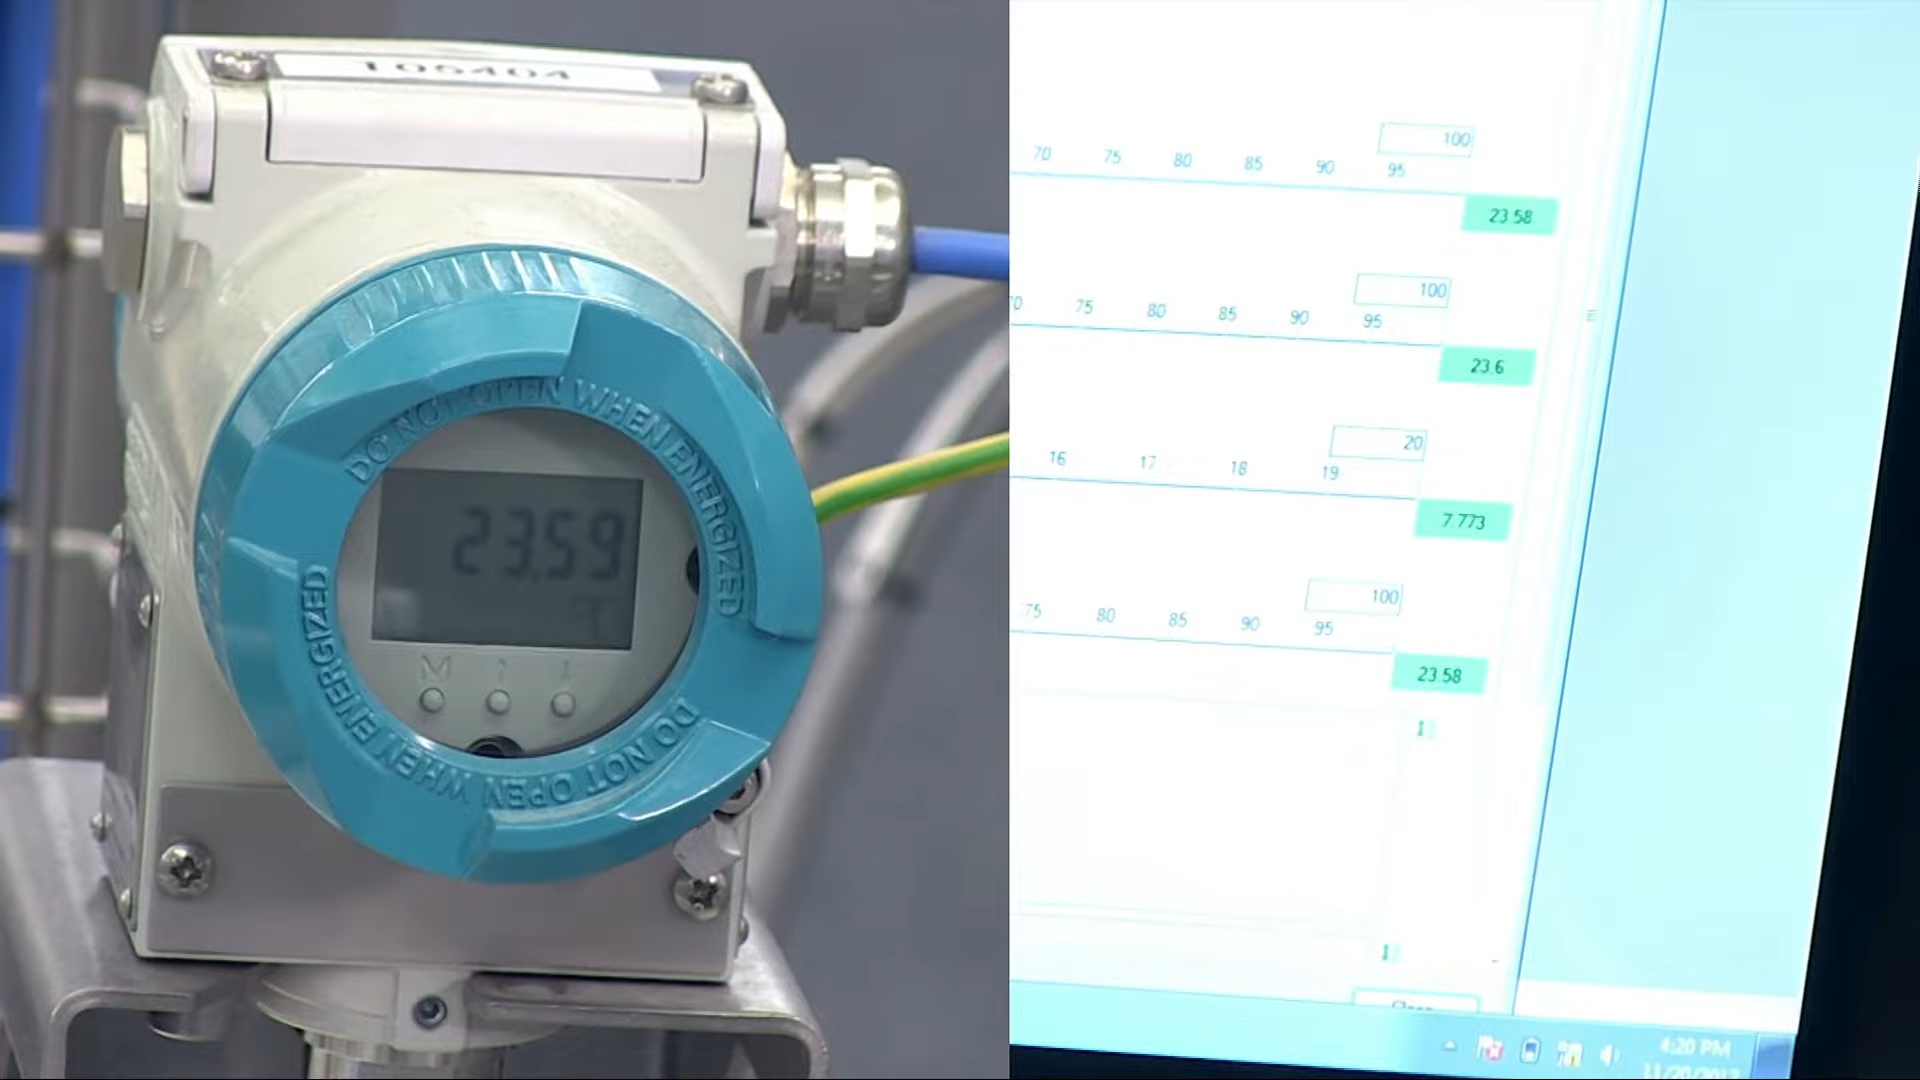 105404
DO NOT OPEN WHEN ENERGIZED
23.59
°C
M
DO NOT OPEN WHEN ENERGIZED
100
70 75 80 85 90 95
23.58
100
75 80 85 90 95
23.6
20
16 17 18 19
7.773
100
75 80 85 90 95
23.58
1
1
4:20 PM